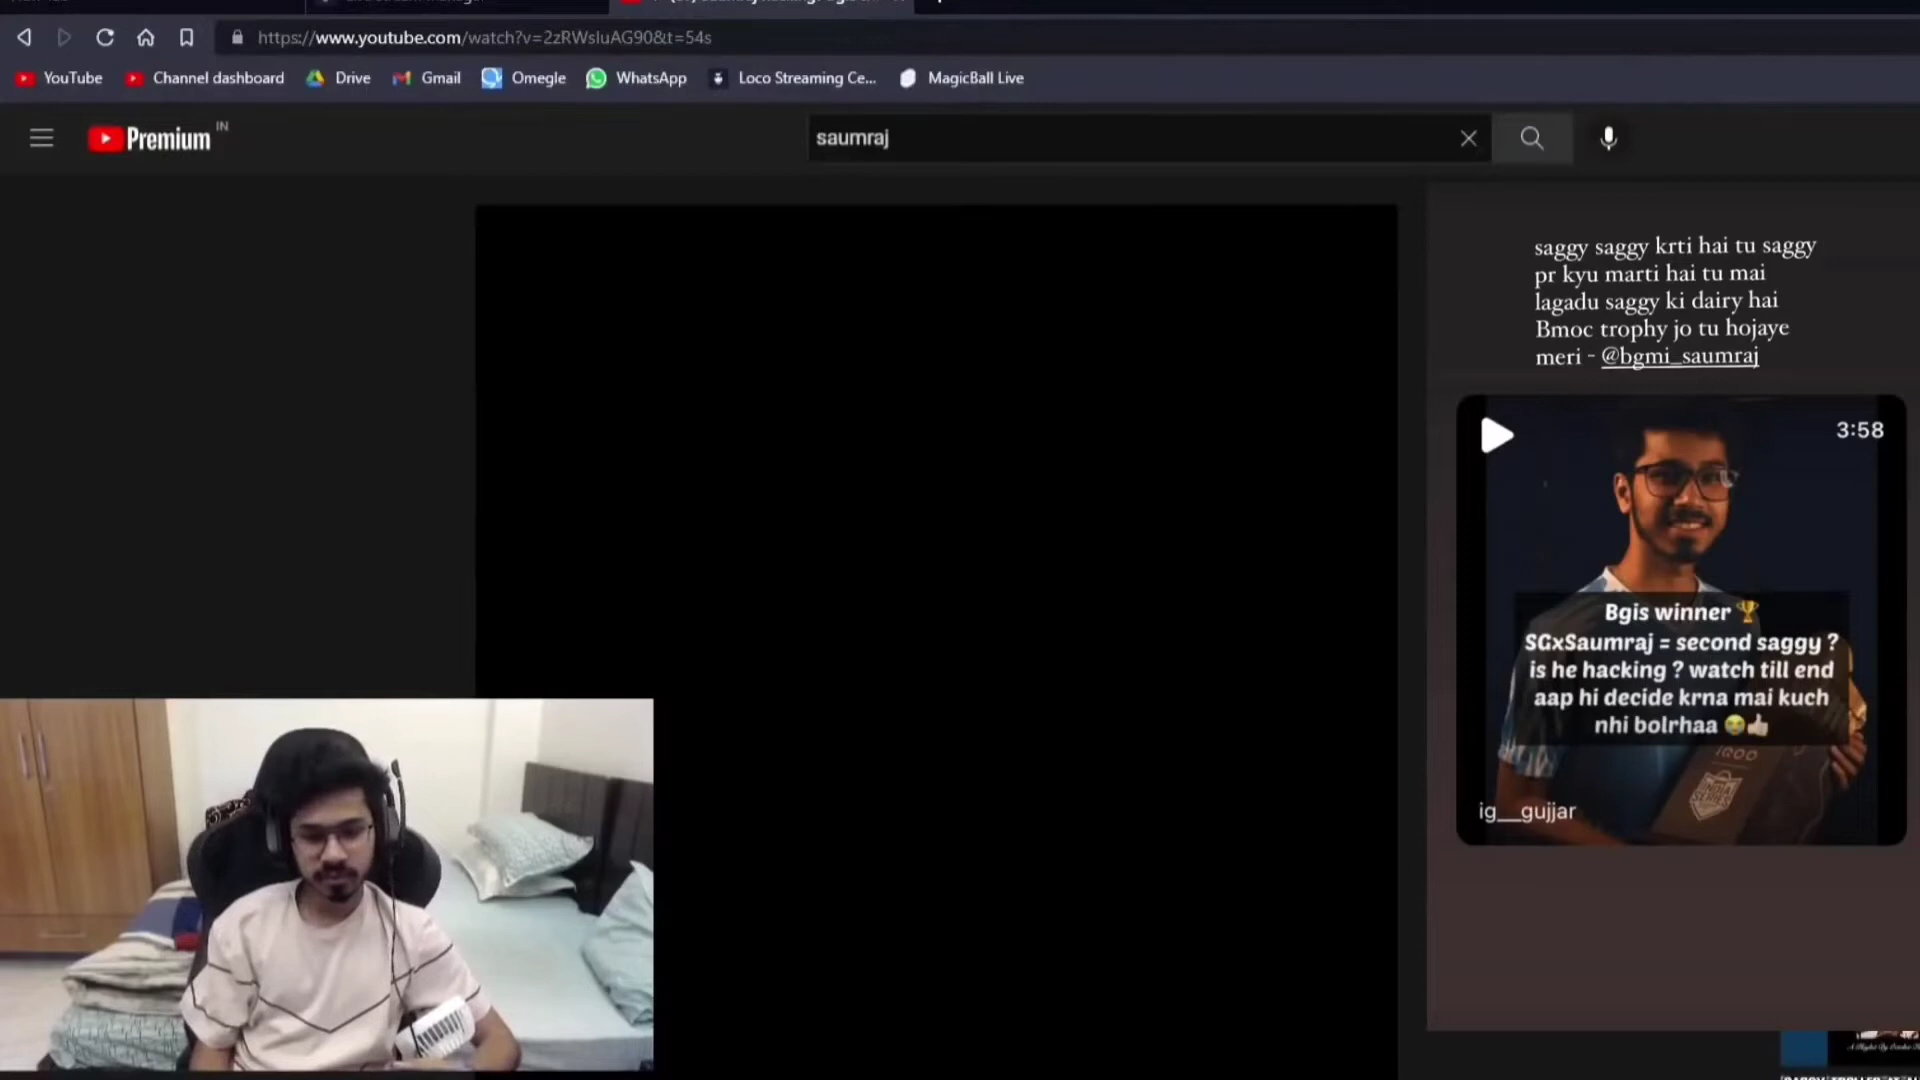 https://www.youtube.com/watch?v=2zRWsluAG90&t=54s
YouTube
Channel dashboard
Drive
Gmail
Omegle
WhatsApp
Loco Streaming Ce...
MagicBall Live
Premium IN
saumraj
saggy saggy krti hai tu saggy
pr kyu marti hai tu mai
lagadu saggy ki dairy hai
Bmoc trophy jo tu hojaye
meri - @bgmi_saumraj
3:58
Bgis winner 🏆
SGxSaumraj = second saggy ?
is he hacking ? watch till end
aap hi decide krna mai kuch
nhi bolrhaa 😭👍
iQOO
INDIA
SERIES
ig__gujjar